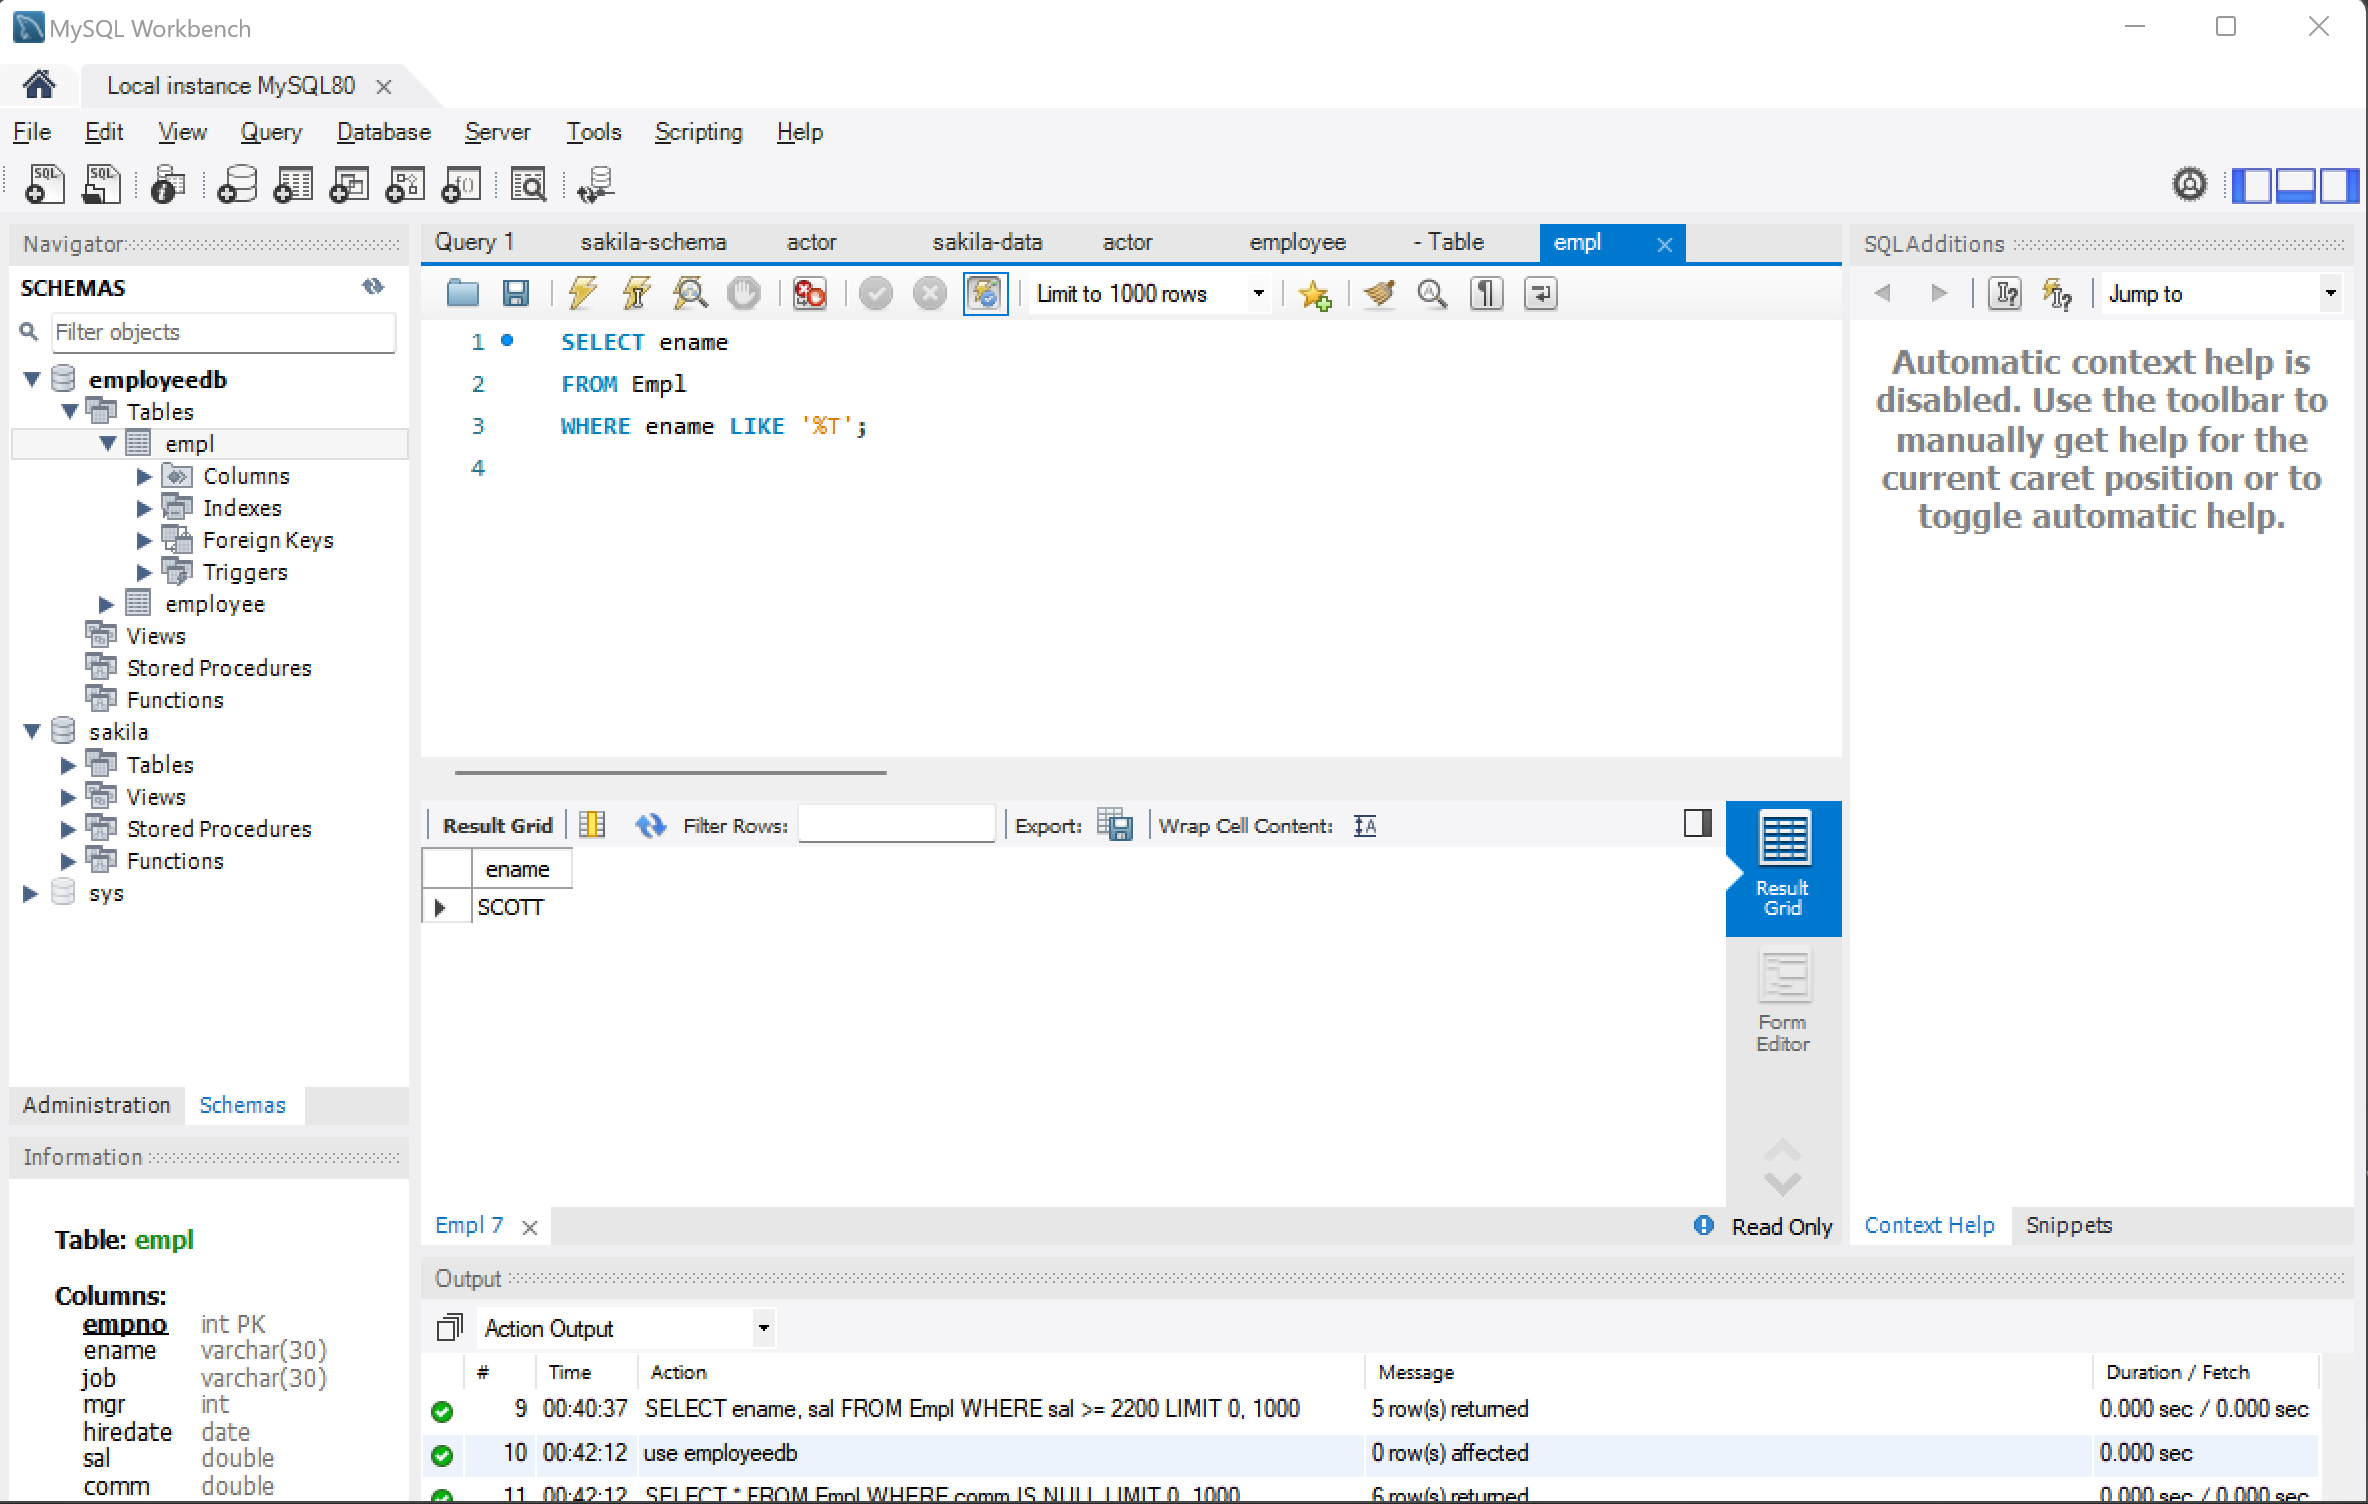 MySQL Workbench
Local instance MySQL80
File Edit View Query Database Server Tools Scripting Help
Navigator
SCHEMAS
Filter objects
employeedb
Tables
empl
Columns
Indexes
Foreign Keys
Triggers
employee
Views
Stored Procedures
Functions
sakila
Tables
Views
Stored Procedures
Functions
sys
Administration Schemas
Information
Table: empl
Columns:
empno int PK
ename varchar(30)
job varchar(30)
mgr int
hiredate date
sal double
comm double
Query 1 sakila-schema actor sakila-data actor employee - Table empl
Limit to 1000 rows
1 SELECT ename
2 FROM Empl
3 WHERE ename LIKE '%T';
4
Result Grid Filter Rows: Export: Wrap Cell Content:
ename
SCOTT
Result
Grid
Form
Editor
Empl 7 Read Only
SQLAdditions
Jump to
Automatic context help is
disabled. Use the toolbar to
manually get help for the
current caret position or to
toggle automatic help.
Context Help Snippets
Output
Action Output
# Time Action Message Duration / Fetch
9 00:40:37 SELECT ename, sal FROM Empl WHERE sal >= 2200 LIMIT 0, 1000 5 row(s) returned 0.000 sec / 0.000 sec
10 00:42:12 use employeedb 0 row(s) affected 0.000 sec
11 00:42:12 SELECT * FROM Empl WHERE comm IS NULL LIMIT 0, 1000 6 row(s) returned 0.000 sec / 0.000 sec